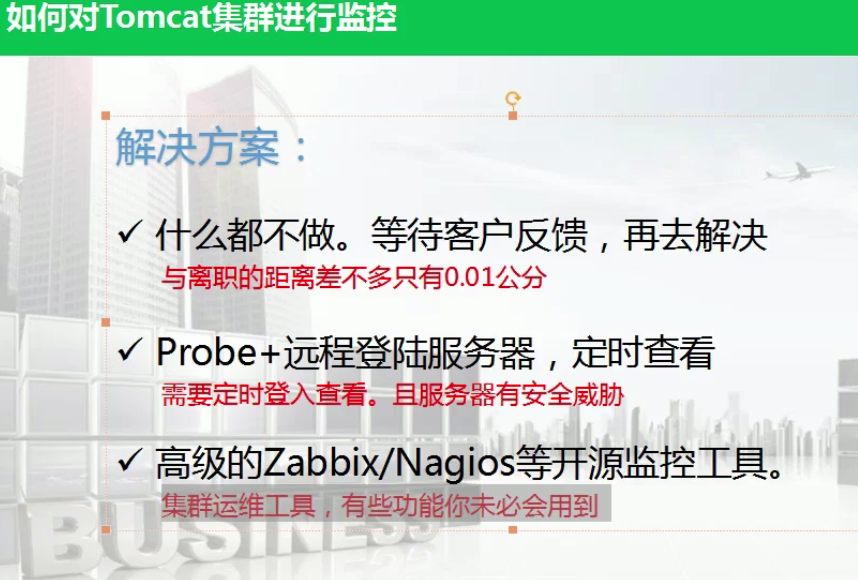 如何对Tomcat集群进行监控
解决方案：
✓ 什么都不做。等待客户反馈，再去解决
与离职的距离差不多只有0.01公分
✓ Probe+远程登陆服务器，定时查看
需要定时登入查看。且服务器有安全威胁
✓ 高级的Zabbix/Nagios等开源监控工具。
集群运维工具，有些功能你未必会用到
BUSINESS